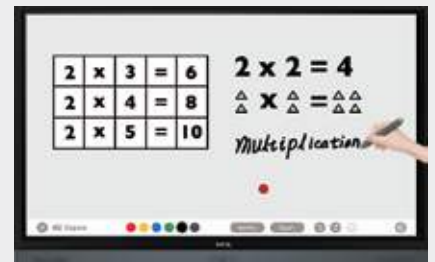 2 x 3 = 6
2 x 4 = 8
2 x 5 = 10
2 x 2 = 4
x =
Multiplication